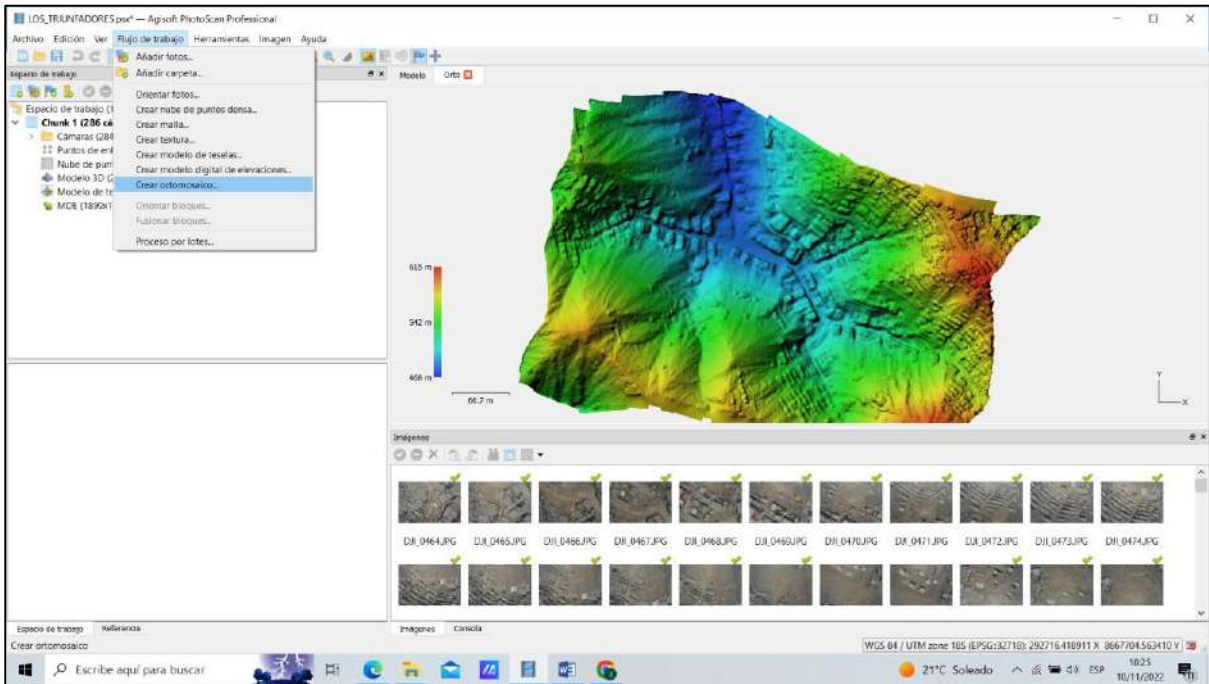 LOS_TRIUNFADORES.psx* — Agisoft PhotoScan Professional
Archivo Edición Ver Flujo de trabajo Herramientas Imagen Ayuda
Espacio de trabajo
Espacio de trabajo (1
Chunk 1 (286 cá
Cámaras (284
Puntos de enl
Nube de pun
Modelo 3D (2
Modelo de te
MDE (1899x1
Añadir fotos...
Añadir carpeta...
Orientar fotos...
Crear nube de puntos densa...
Crear malla...
Crear textura...
Crear modelo de teselas...
Crear modelo digital de elevaciones...
Crear ortomosaico...
Orientar bloques...
Fusionar bloques...
Proceso por lotes...
Modelo Orto
615 m
542 m
468 m
66.7 m
Y
X
Imágenes
DJI_0464.JPG DJI_0465.JPG DJI_0466.JPG DJI_0467.JPG DJI_0468.JPG DJI_0469.JPG DJI_0470.JPG DJI_0471.JPG DJI_0472.JPG DJI_0473.JPG DJI_0474.JPG
Espacio de trabajo Referencia
Imágenes Consola
Crear ortomosaico
WGS 84 / UTM zone 18S (EPSG:32718): 292716.418911 X 8667704.563410 Y
Escribe aquí para buscar
21°C Soleado ESP
10:23
10/11/2022